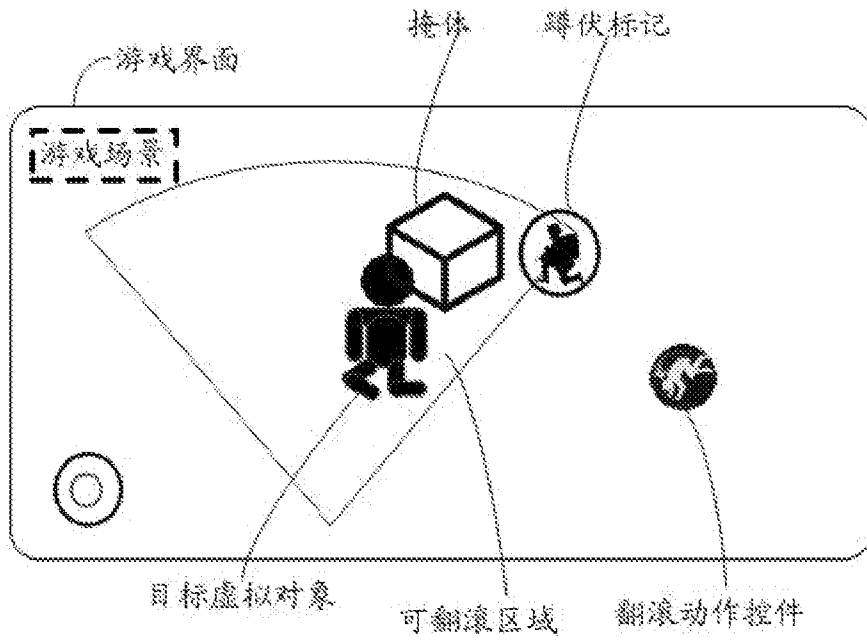 掩体
蹲伏标记
游戏界面
游戏场景
目标虚拟对象
可翻滚区域
翻滚动作控件